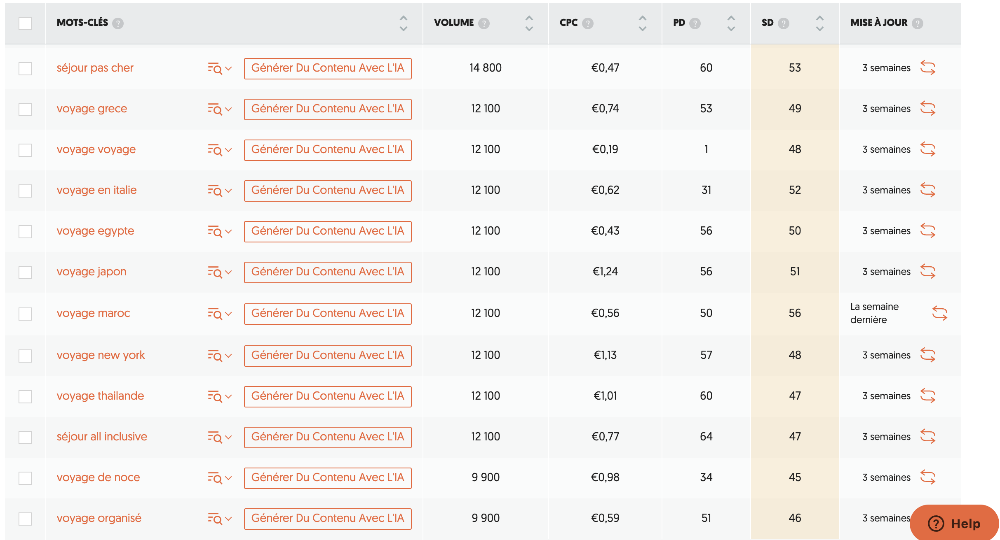 MOTS-CLÉS ? VOLUME ? CPC ? PD ? SD ? MISE À JOUR ?
séjour pas cher Générer Du Contenu Avec L'IA 14 800 €0,47 60 53 3 semaines
voyage grece Générer Du Contenu Avec L'IA 12 100 €0,74 53 49 3 semaines
voyage voyage Générer Du Contenu Avec L'IA 12 100 €0,19 1 48 3 semaines
voyage en italie Générer Du Contenu Avec L'IA 12 100 €0,62 31 52 3 semaines
voyage egypte Générer Du Contenu Avec L'IA 12 100 €0,43 56 50 3 semaines
voyage japon Générer Du Contenu Avec L'IA 12 100 €1,24 56 51 3 semaines
voyage maroc Générer Du Contenu Avec L'IA 12 100 €0,56 50 56 La semaine
dernière
voyage new york Générer Du Contenu Avec L'IA 12 100 €1,13 57 48 3 semaines
voyage thailande Générer Du Contenu Avec L'IA 12 100 €1,01 60 47 3 semaines
séjour all inclusive Générer Du Contenu Avec L'IA 12 100 €0,77 64 47 3 semaines
voyage de noce Générer Du Contenu Avec L'IA 9 900 €0,98 34 45 3 semaines
voyage organisé Générer Du Contenu Avec L'IA 9 900 €0,59 51 46 3 semaines
? Help